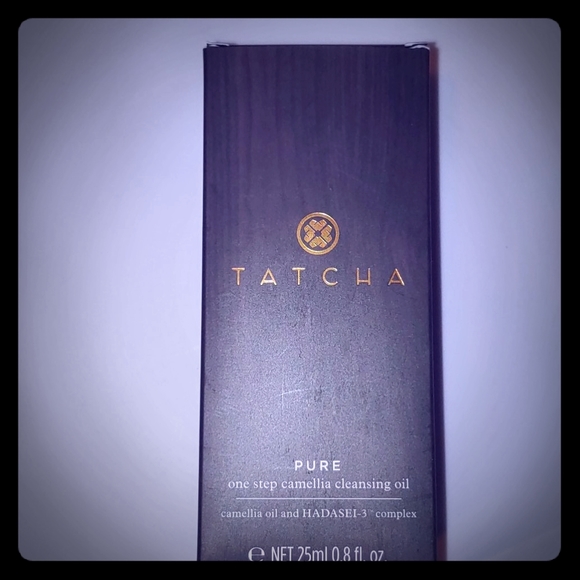 TATCHA
PURE
one step camellia cleansing oil
camellia oil and HADASEI-3™ complex
℮ NET 25ml 0.8 fl. oz.